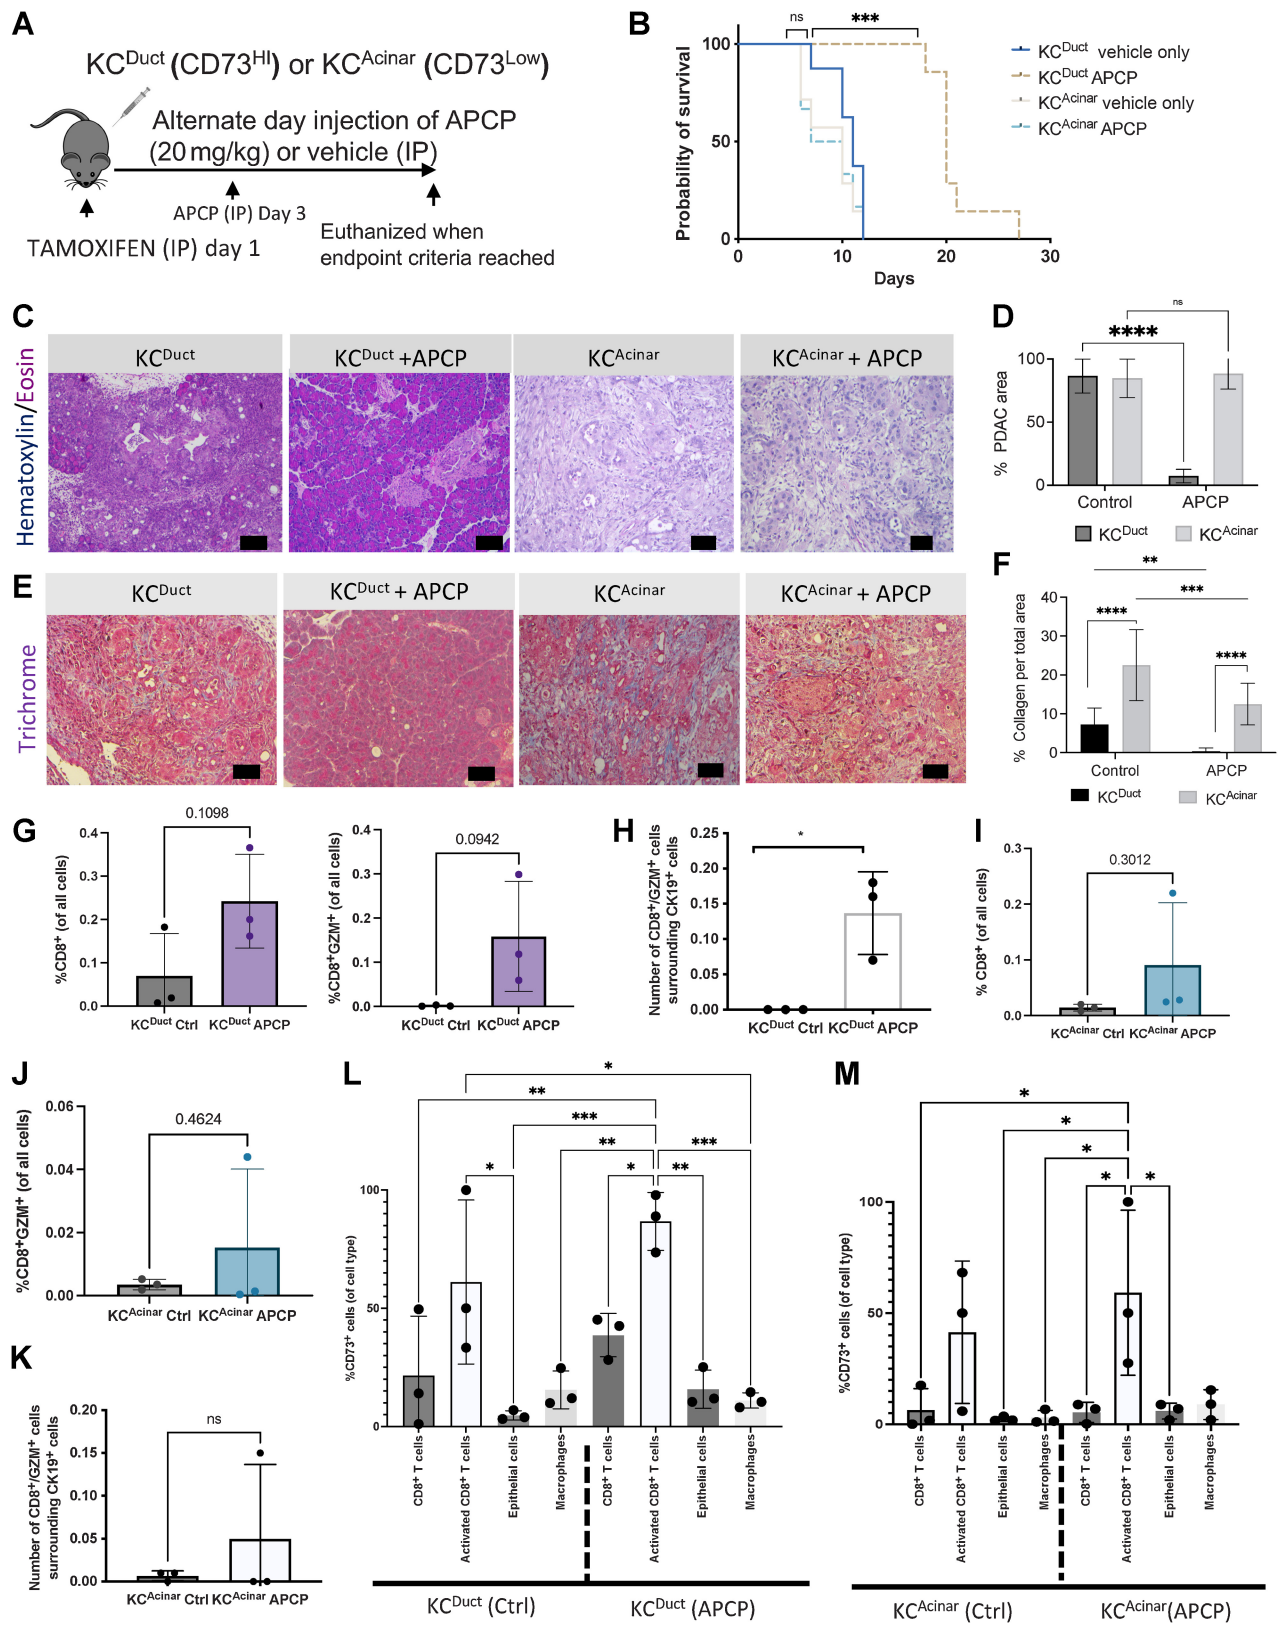 A
KC^Duct (CD73^HI) or KC^Acinar (CD73^Low)
Alternate day injection of APCP
(20 mg/kg) or vehicle (IP)
APCP (IP) Day 3
TAMOXIFEN (IP) day 1
Euthanized when
endpoint criteria reached
B
ns
***
Probability of survival
100
50
0
0
10
20
30
Days
KC^Duct vehicle only
KC^Duct APCP
KC^Acinar vehicle only
KC^Acinar APCP
C
Hematoxylin/Eosin
KC^Duct
KC^Duct +APCP
KC^Acinar
KC^Acinar + APCP
D
ns
****
% PDAC area
100
50
0
Control
APCP
KC^Duct
KC^Acinar
E
Trichrome
KC^Duct
KC^Duct + APCP
KC^Acinar
KC^Acinar + APCP
F
**
***
****
****
% Collagen per total area
40
30
20
10
0
Control
APCP
KC^Duct
KC^Acinar
G
0.1098
%CD8+ (of all cells)
0.4
0.3
0.2
0.1
0.0
KC^Duct Ctrl
KC^Duct APCP
0.0942
%CD8+GZM+ (of all cells)
0.4
0.3
0.2
0.1
0.0
KC^Duct Ctrl
KC^Duct APCP
H
*
Number of CD8+/GZM+ cells
surrounding CK19+ cells
0.25
0.20
0.15
0.10
0.05
0.00
KC^Duct Ctrl
KC^Duct APCP
I
0.3012
% CD8+ (of all cells)
0.3
0.2
0.1
0.0
KC^Acinar Ctrl
KC^Acinar APCP
J
0.4624
%CD8+GZM+ (of all cells)
0.06
0.04
0.02
0.00
KC^Acinar Ctrl
KC^Acinar APCP
K
ns
Number of CD8+/GZM+ cells
surrounding CK19+ cells
0.20
0.15
0.10
0.05
0.00
KC^Acinar Ctrl
KC^Acinar APCP
L
*
**
***
**
***
*
*
**
%CD73+ cells (of cell type)
100
50
0
CD8+ T cells
Activated CD8+ T cells
Epithelial cells
Macrophages
CD8+ T cells
Activated CD8+ T cells
Epithelial cells
Macrophages
KC^Duct (Ctrl)
KC^Duct (APCP)
M
*
*
*
*
*
%CD73+ cells (of cell type)
100
50
0
CD8+ T cells
Activated CD8+ T cells
Epithelial cells
Macrophages
CD8+ T cells
Activated CD8+ T cells
Epithelial cells
Macrophages
KC^Acinar (Ctrl)
KC^Acinar(APCP)